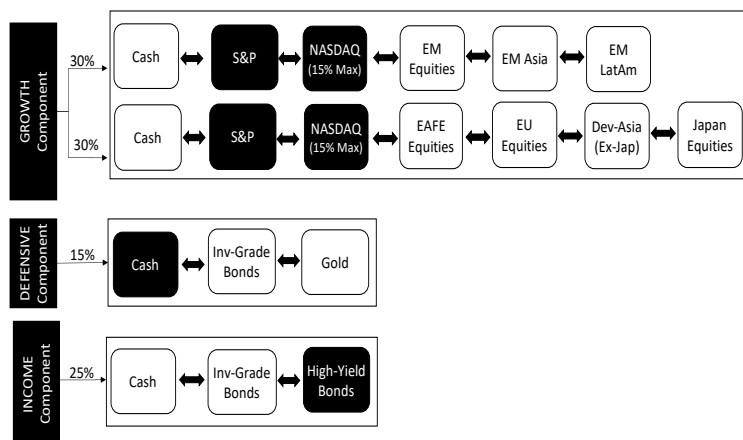 GROWTH
Component
30%
Cash
S&P
NASDAQ
(15% Max)
EM
Equities
EM Asia
EM
LatAm
30%
Cash
S&P
NASDAQ
(15% Max)
EAFE
Equities
EU
Equities
Dev-Asia
(Ex-Jap)
Japan
Equities
DEFENSIVE
Component
15%
Cash
Inv-Grade
Bonds
Gold
INCOME
Component
25%
Cash
Inv-Grade
Bonds
High-Yield
Bonds